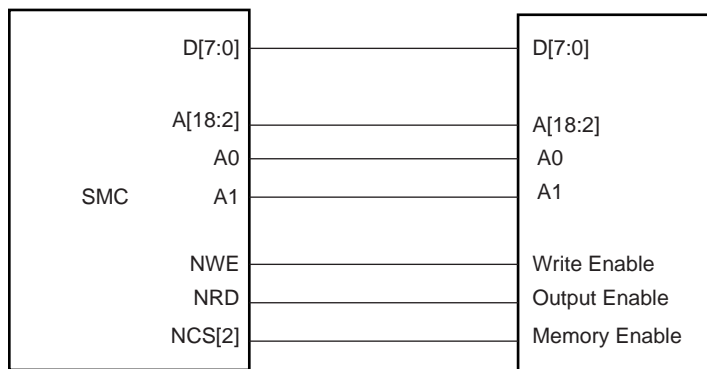 D[7:0] D[7:0]
A[18:2] A[18:2]
A0 A0
SMC A1 A1
NWE Write Enable
NRD Output Enable
NCS[2] Memory Enable